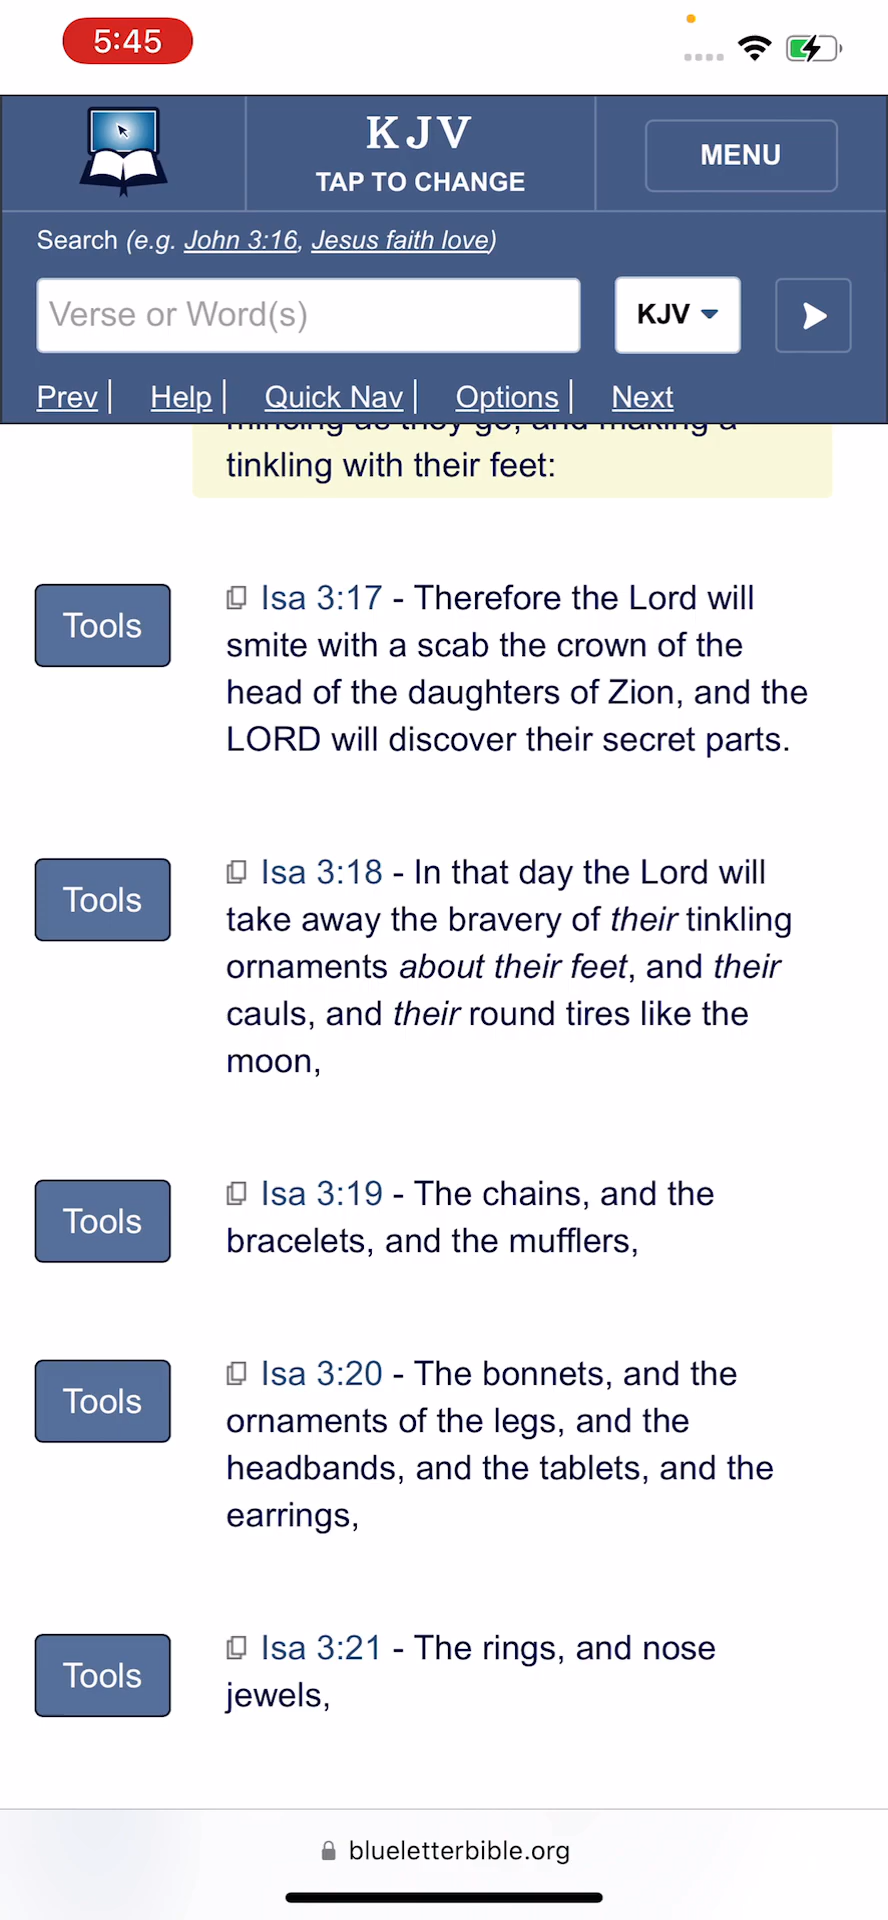 5:45
KJV
TAP TO CHANGE
MENU
Search (e.g. John 3:16, Jesus faith love)
Verse or Word(s)
KJV
Prev | Help | Quick Nav | Options | Next
mincing as they go, and making a
tinkling with their feet:
Tools
Isa 3:17 - Therefore the Lord will
smite with a scab the crown of the
head of the daughters of Zion, and the
LORD will discover their secret parts.
Tools
Isa 3:18 - In that day the Lord will
take away the bravery of their tinkling
ornaments about their feet, and their
cauls, and their round tires like the
moon,
Tools
Isa 3:19 - The chains, and the
bracelets, and the mufflers,
Tools
Isa 3:20 - The bonnets, and the
ornaments of the legs, and the
headbands, and the tablets, and the
earrings,
Tools
Isa 3:21 - The rings, and nose
jewels,
blueletterbible.org